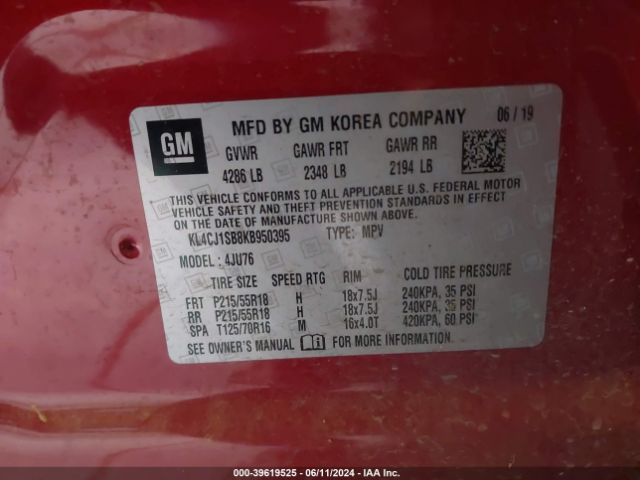 GM
MFD BY GM KOREA COMPANY 06 / 19
GVWR GAWR FRT GAWR RR
4286 LB 2348 LB 2194 LB
THIS VEHICLE CONFORMS TO ALL APPLICABLE U.S. FEDERAL MOTOR
VEHICLE SAFETY AND THEFT PREVENTION STANDARDS IN EFFECT
ON THE DATE OF MANUFACTURE SHOWN ABOVE.
KL4CJ1SB8KB950395 TYPE: MPV
MODEL: 4JU76
TIRE SIZE SPEED RTG RIM COLD TIRE PRESSURE
FRT P215/55R18 H 18x7.5J 240KPA, 35 PSI
RR P215/55R18 H 18x7.5J 240KPA, 35 PSI
SPA T125/70R16 M 16x4.0T 420KPA, 60 PSI
SEE OWNER'S MANUAL FOR MORE INFORMATION
000-39619525 - 06/11/2024 - IAA Inc.